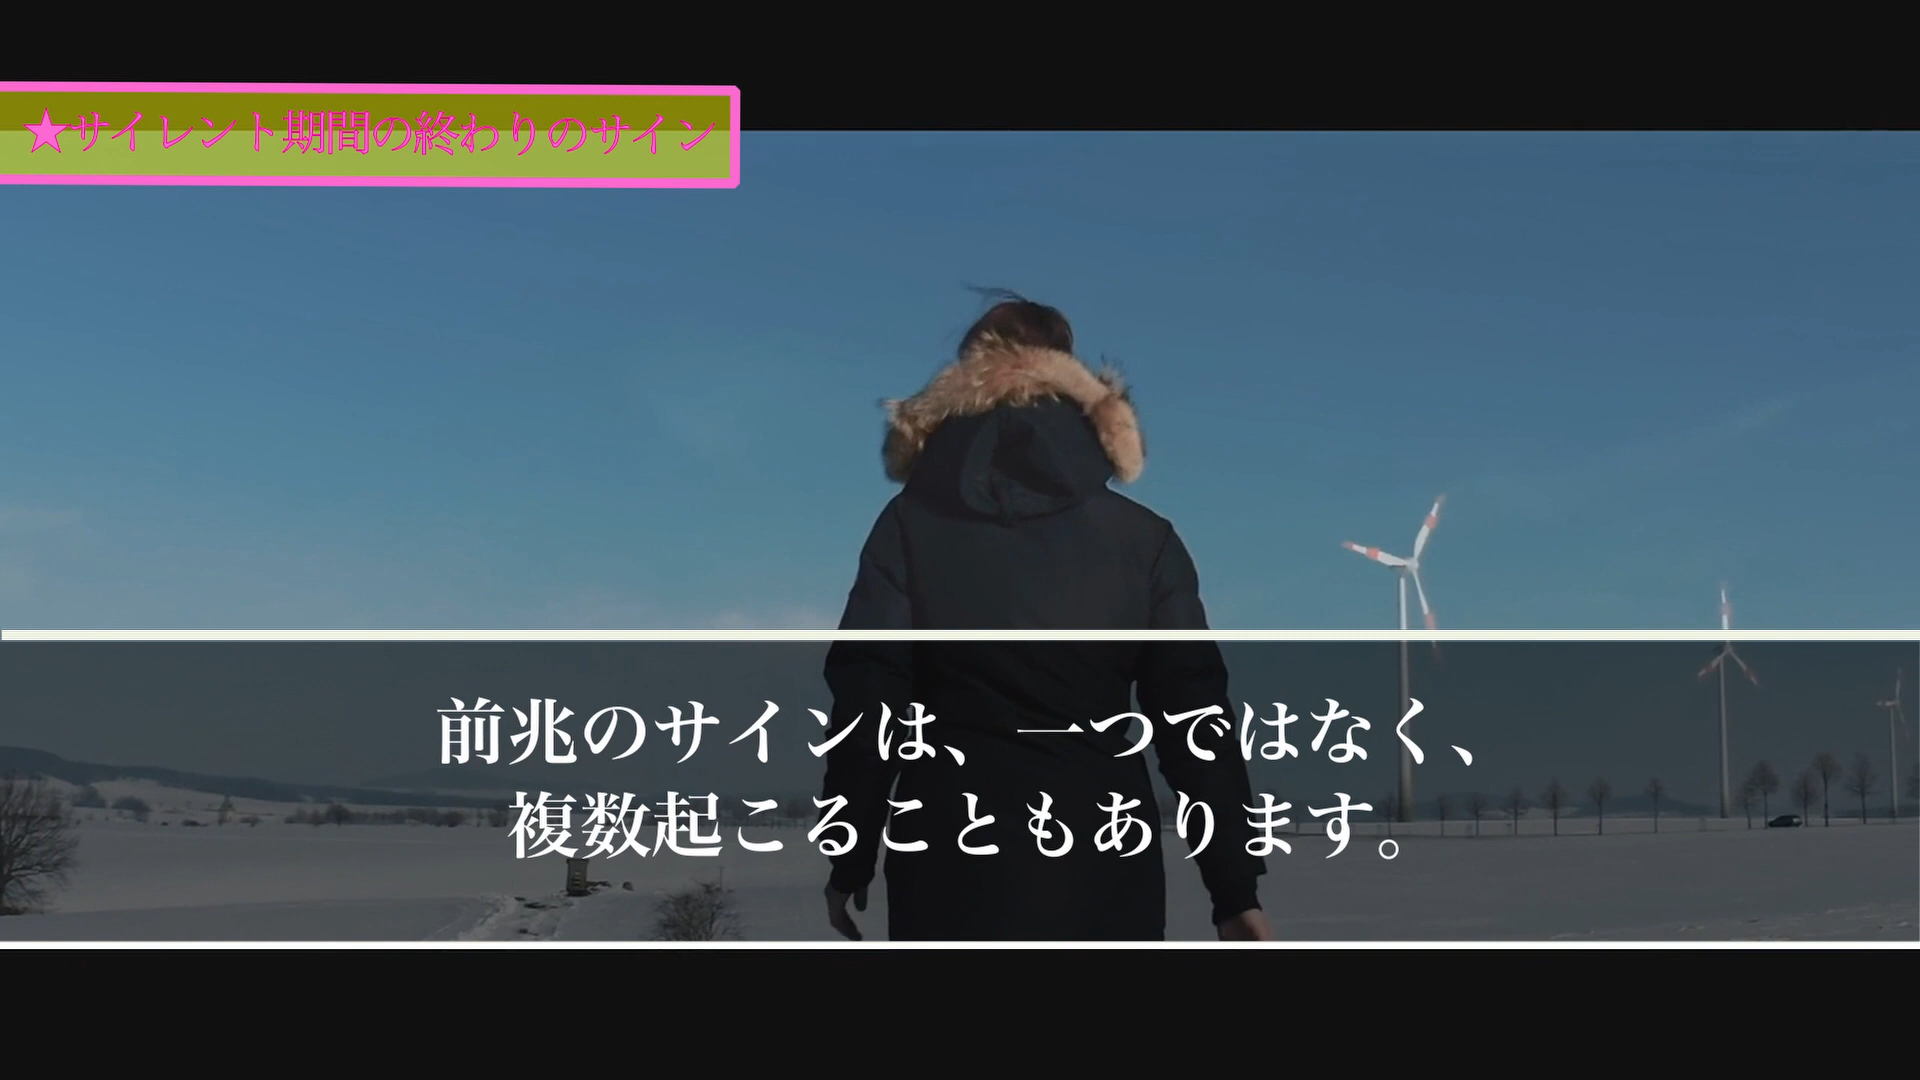 ★サイレント期間の終わりのサイン
前兆のサインは、一つではなく、
複数起こることもあります。